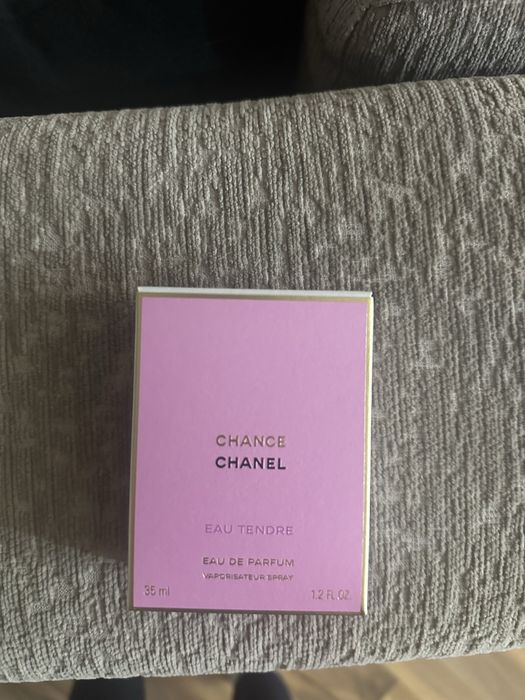 CHANCE
CHANEL
EAU TENDRE
EAU DE PARFUM
VAPORISATEUR SPRAY
35 ml 1.2 FL.OZ.